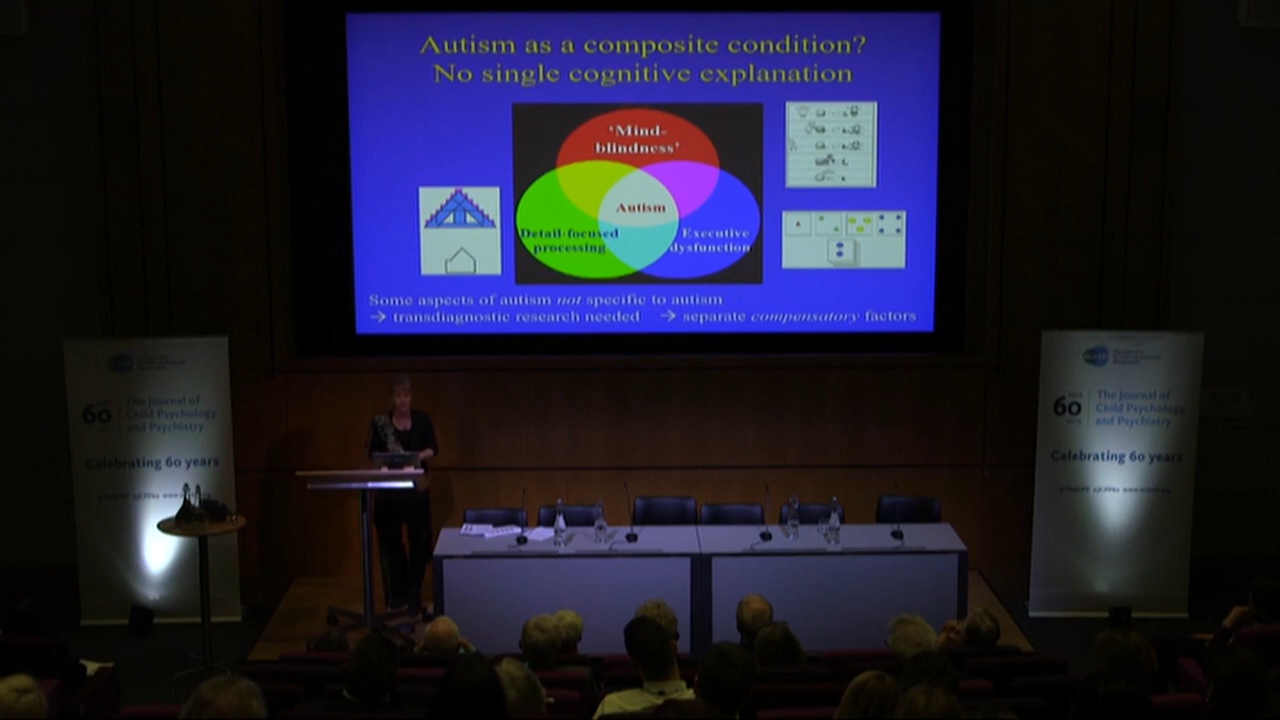 Autism as a composite condition?
No single cognitive explanation
‘Mind-
blindness’
Autism
Detail-focused
processing
Executive
dysfunction
Some aspects of autism not specific to autism
→ transdiagnostic research needed → separate compensatory factors
60
The Journal of
Child Psychology
and Psychiatry
Celebrating 60 years
60
The Journal of
Child Psychology
and Psychiatry
Celebrating 60 years